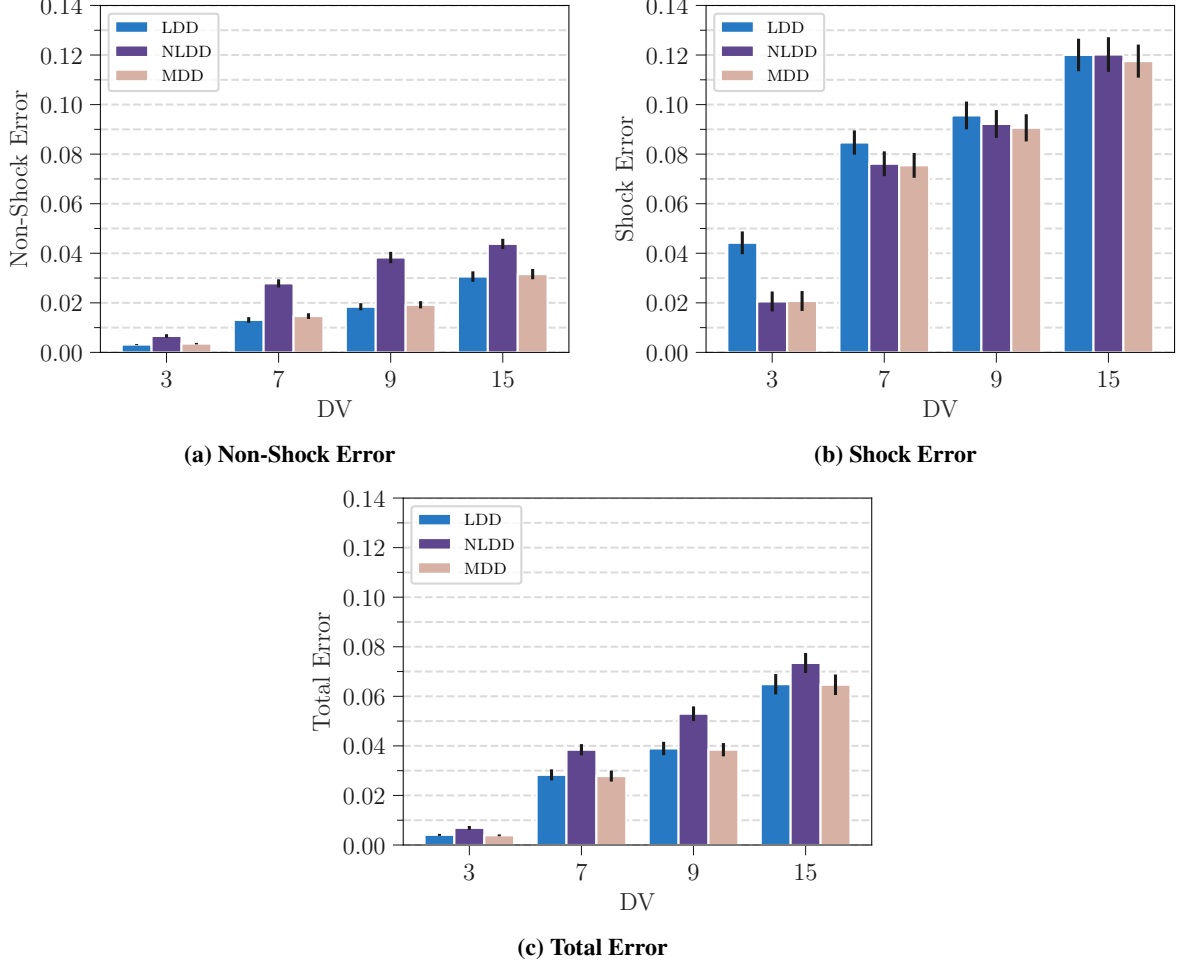 0.14
0.12
0.10
0.08
0.06
0.04
0.02
0.00
Non-Shock Error
LDD
NLDD
MDD
3 7 9 15
DV
(a) Non-Shock Error
0.14
0.12
0.10
0.08
0.06
0.04
0.02
0.00
Shock Error
LDD
NLDD
MDD
3 7 9 15
DV
(b) Shock Error
0.14
0.12
0.10
0.08
0.06
0.04
0.02
0.00
Total Error
LDD
NLDD
MDD
3 7 9 15
DV
(c) Total Error